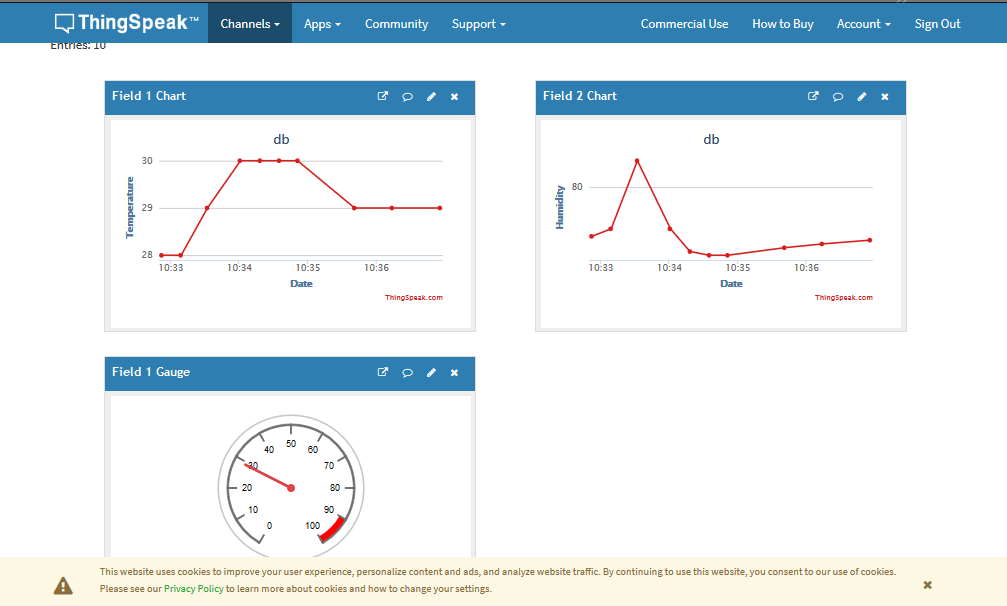 ThingSpeak™ Channels Apps Community Support Commercial Use How to Buy Account Sign Out
Entries: 10
Field 1 Chart
db
30
29
28
Temperature
10:33 10:34 10:35 10:36
Date
ThingSpeak.com
Field 2 Chart
db
80
Humidity
10:33 10:34 10:35 10:36
Date
ThingSpeak.com
Field 1 Gauge
0
10
20
30
40
50
60
70
80
90
100
This website uses cookies to improve your user experience, personalize content and ads, and analyze website traffic. By continuing to use this website, you consent to our use of cookies.
Please see our Privacy Policy to learn more about cookies and how to change your settings.